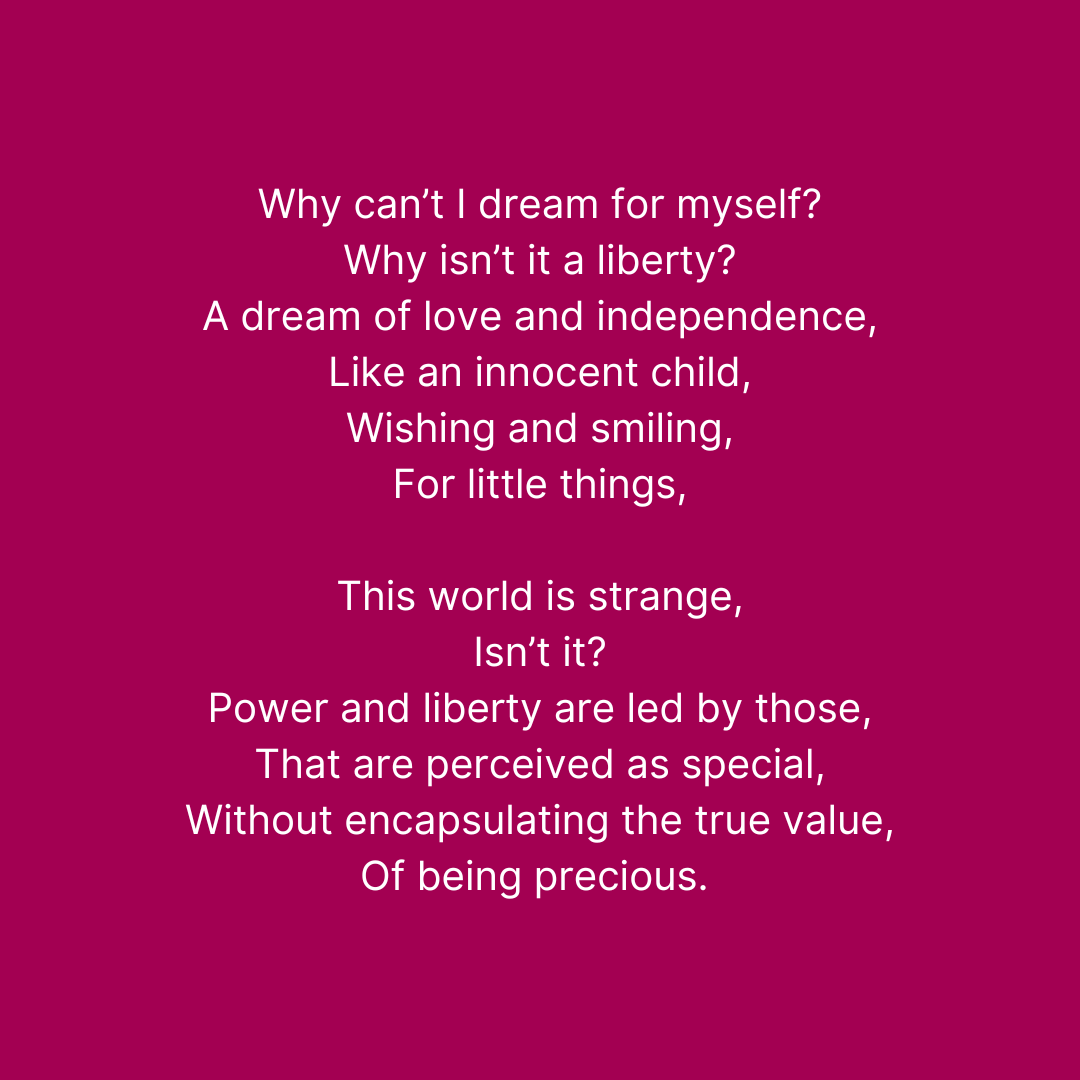 Why can’t I dream for myself?
Why isn’t it a liberty?
A dream of love and independence,
Like an innocent child,
Wishing and smiling,
For little things,
This world is strange,
Isn’t it?
Power and liberty are led by those,
That are perceived as special,
Without encapsulating the true value,
Of being precious.